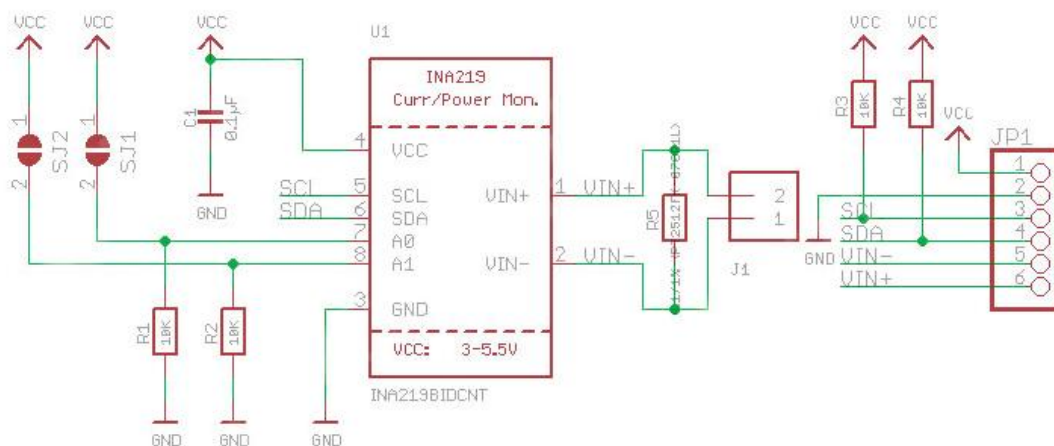 VCC
VCC
VCC
U1
VCC
VCC
INA219
Curr/Power Mon.
VCC
JP1
1
SJ2
2
1
SJ1
2
C1
0.1µF
R3
10K
R4
10K
4
VCC
SCL
5
SCL
VIN+
1
VIN+
SDA
6
SDA
7
A0
8
A1
VIN-
2
VIN-
R5
2
1
J1
SCL
SDA
VIN-
VIN+
1
2
3
4
5
6
GND
GND
3
GND
R1
10K
R2
10K
VCC: 3-5.5V
INA219BIDCNT
GND
GND
GND